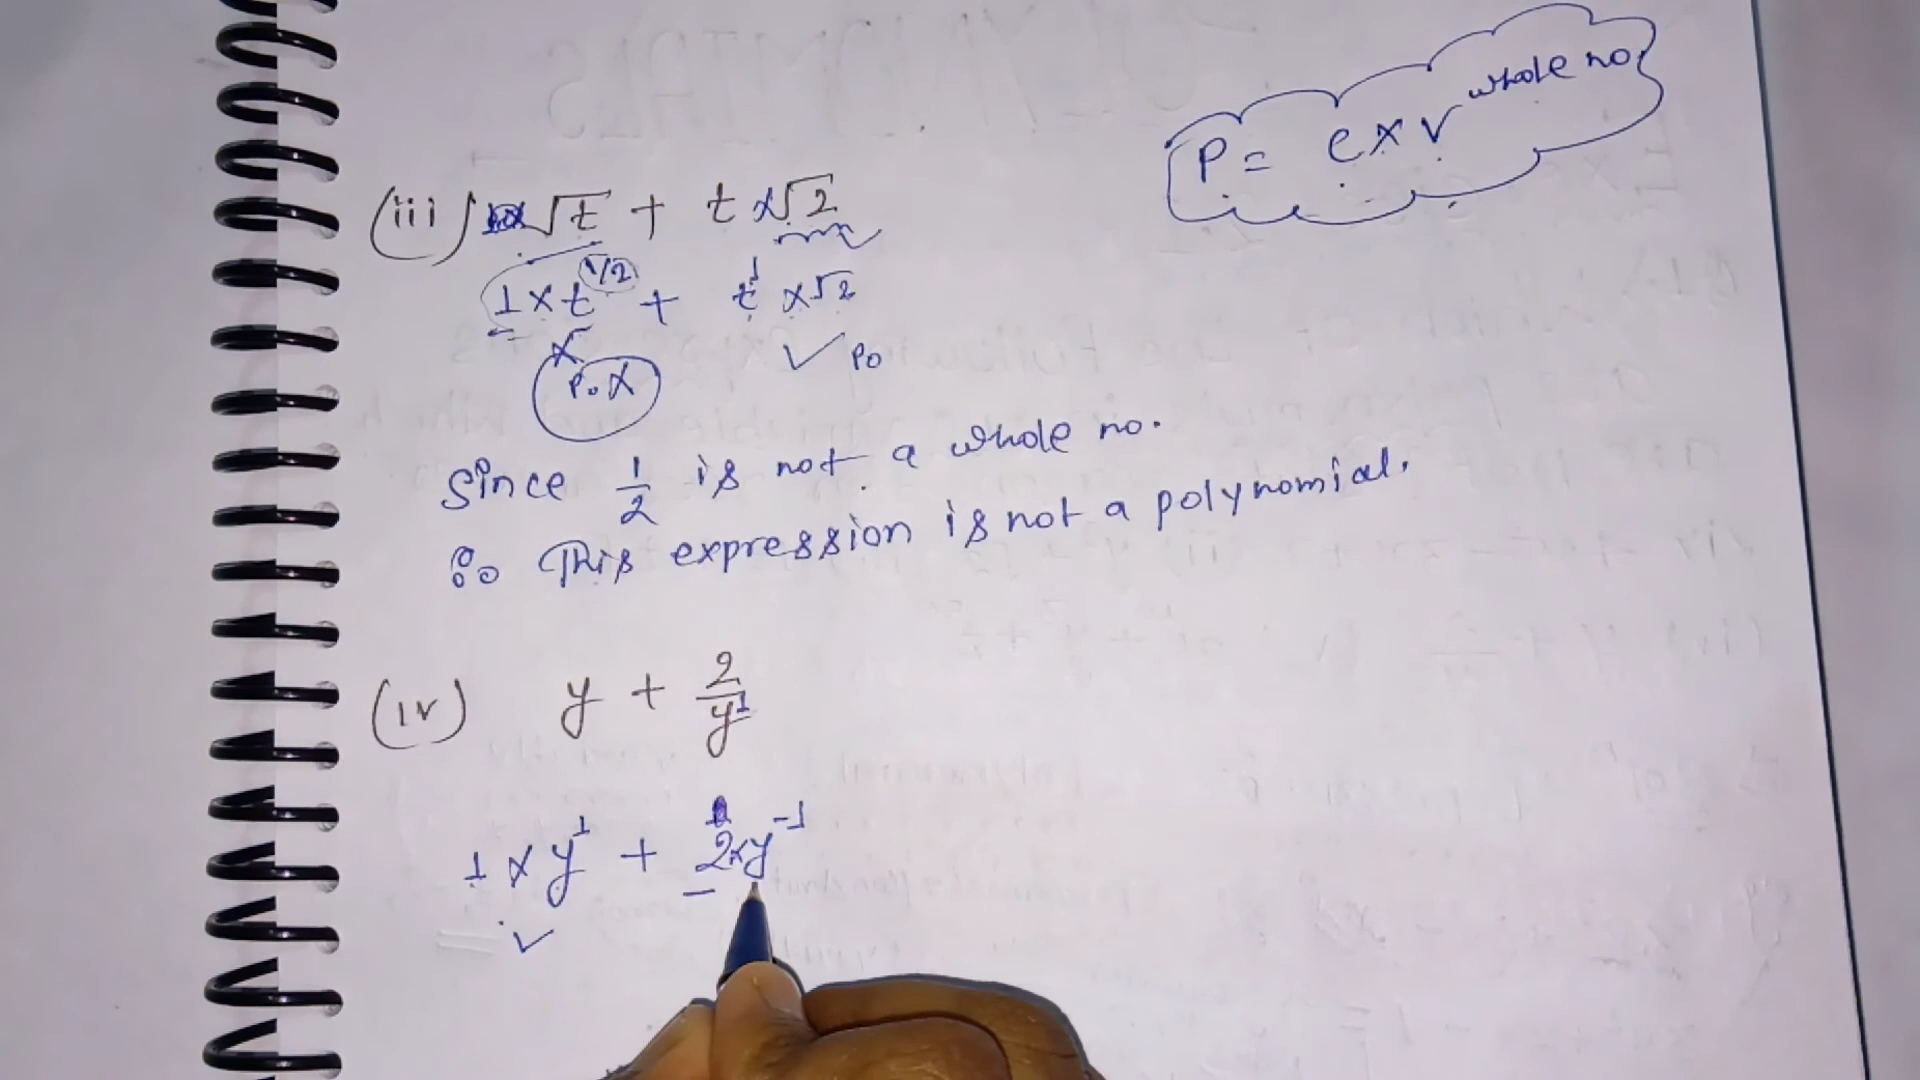 P = c x v whole no.
(iii) √t + t x √2
1 x t^1/2 + t^1 x √2
x ✓ Po
P.o x
Since 1/2 is not a whole no.
∴ This expression is not a polynomial.
(iv) y + 2/y^1
1 x y^1 + 2 x y^-1
✓